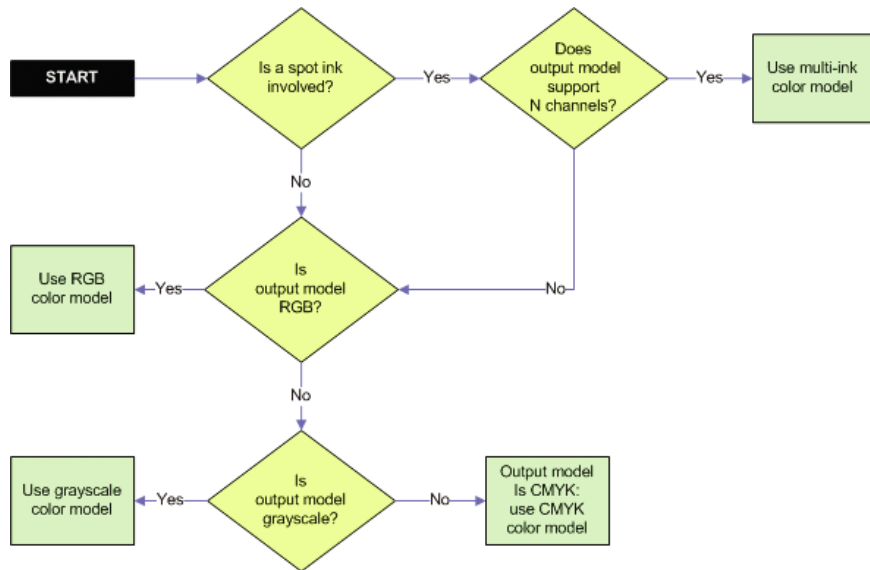 START
Is a spot ink
involved?
Yes
Does
output model
support
N channels?
Yes
Use multi-ink
color model
No
Use RGB
color model
Yes
Is
output model
RGB?
No
No
Use grayscale
color model
Yes
Is
output model
grayscale?
No
Output model
Is CMYK:
use CMYK
color model